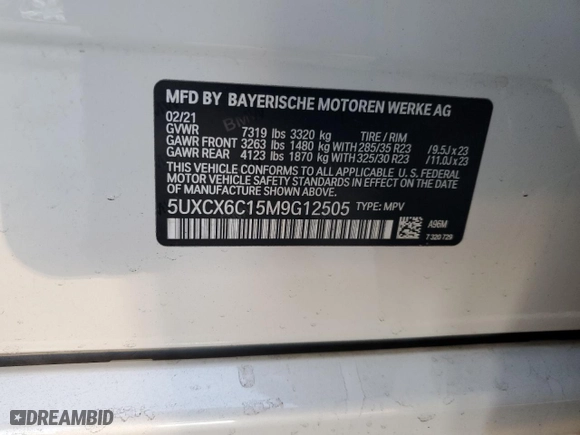 MFD BY BAYERISCHE MOTOREN WERKE AG
02/21
GVWR 7319 lbs 3320 kg TIRE / RIM
GAWR FRONT 3263 lbs 1480 kg WITH 285/35 R23 /9.5J x 23
GAWR REAR 4123 lbs 1870 kg WITH 325/30 R23 /11.0J x 23
THIS VEHICLE CONFORMS TO ALL APPLICABLE U.S. FEDERAL
MOTOR VEHICLE SAFETY STANDARDS IN EFFECT ON THE
DATE OF MANUFACTURE SHOWN ABOVE.
5UXCX6C15M9G12505 TYPE: MPV
A96M
7 320 729
DREAMBID